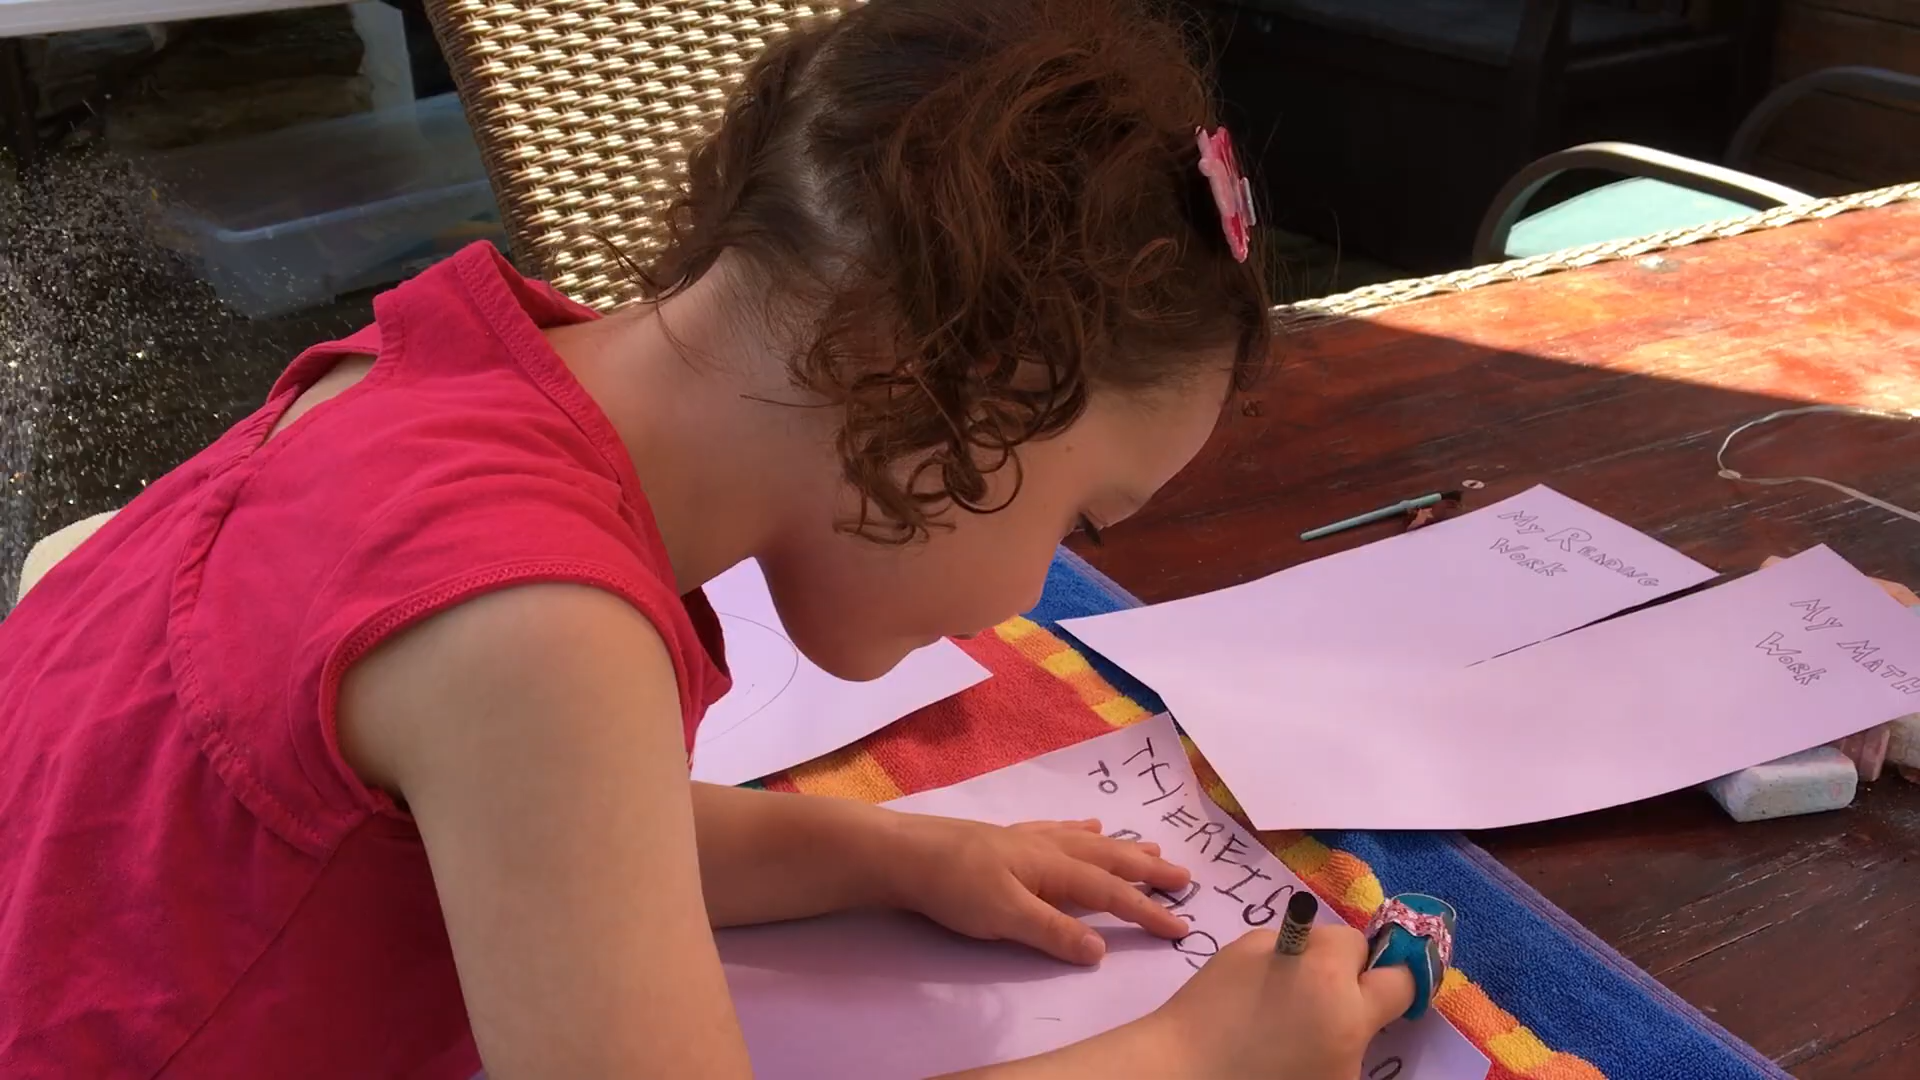 My Reading
Work
My Math
Work
THEREIS
TO